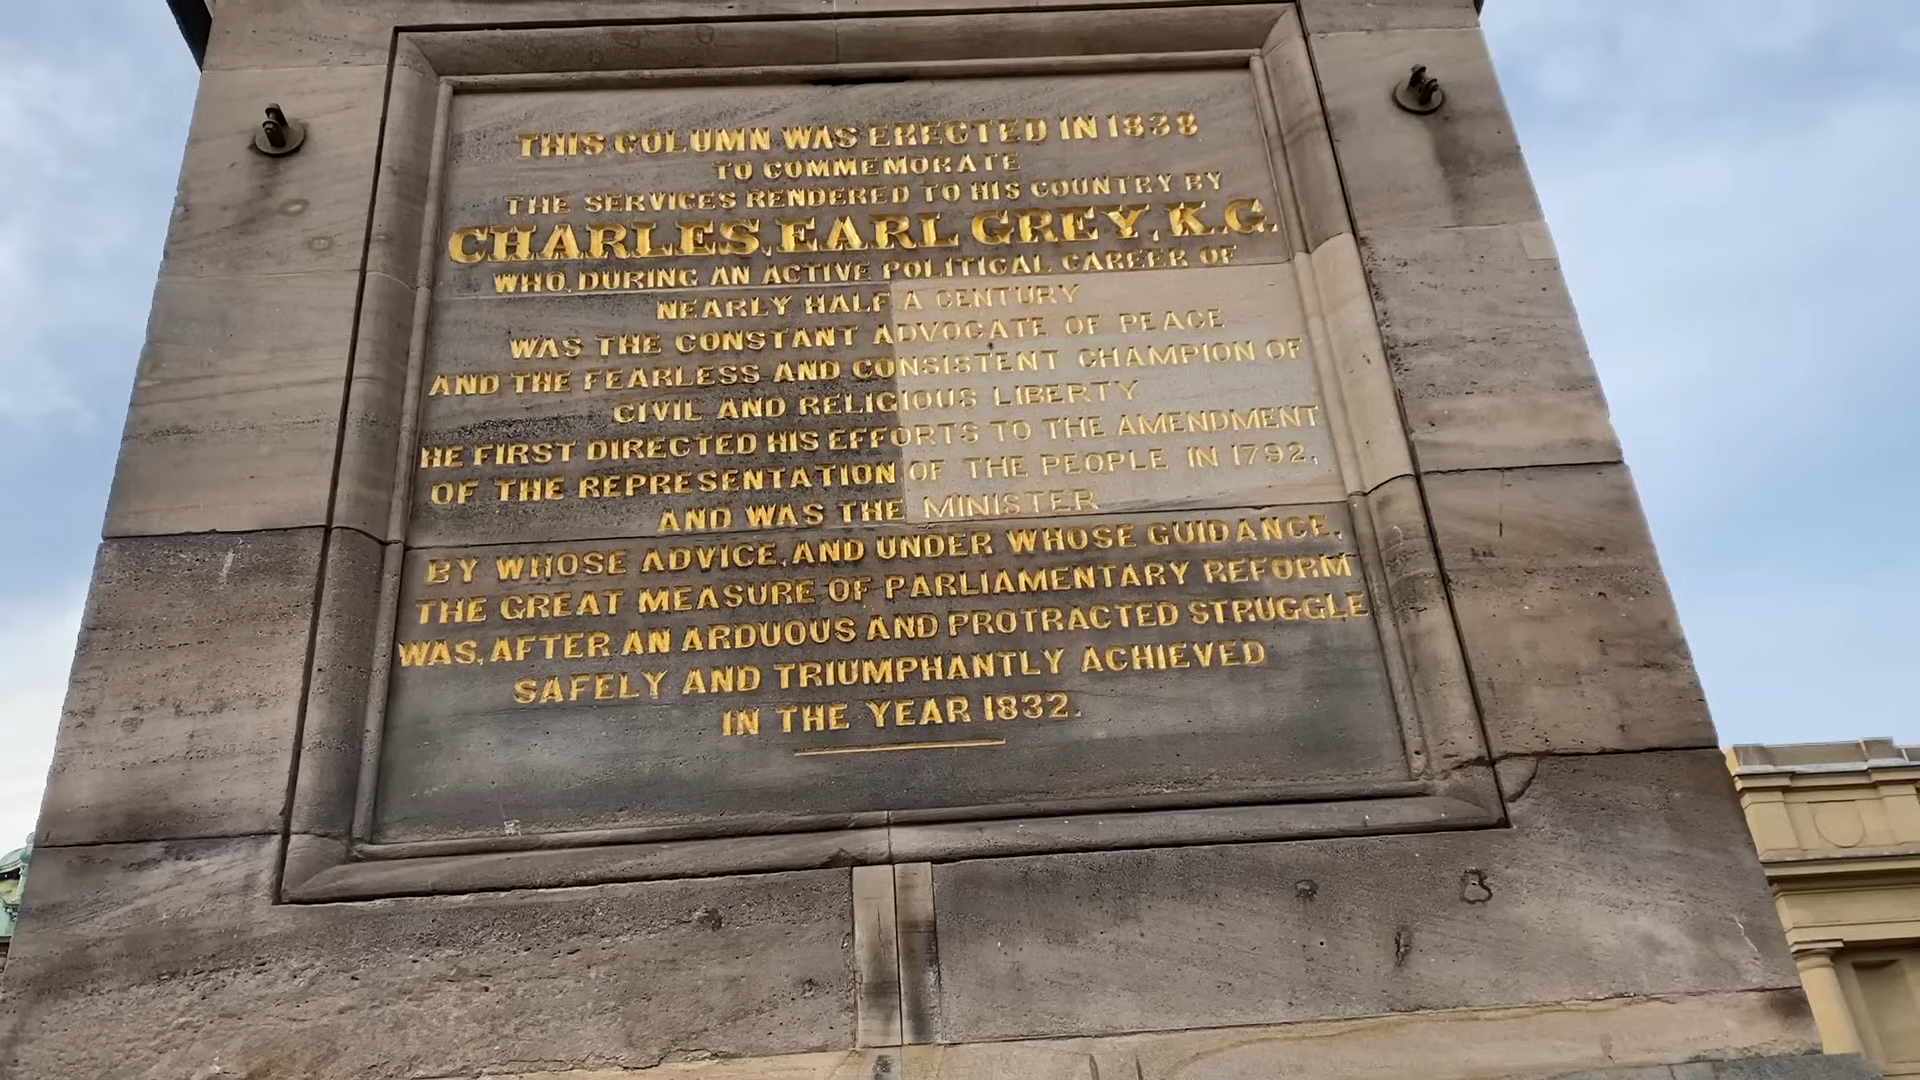 THIS COLUMN WAS ERECTED IN 1838
TO COMMEMORATE
THE SERVICES RENDERED TO HIS COUNTRY BY
CHARLES, EARL GREY, K.G.
WHO, DURING AN ACTIVE POLITICAL CAREER OF
NEARLY HALF A CENTURY
WAS THE CONSTANT ADVOCATE OF PEACE
AND THE FEARLESS AND CONSISTENT CHAMPION OF
CIVIL AND RELIGIOUS LIBERTY
HE FIRST DIRECTED HIS EFFORTS TO THE AMENDMENT
OF THE REPRESENTATION OF THE PEOPLE IN 1792,
AND WAS THE MINISTER
BY WHOSE ADVICE, AND UNDER WHOSE GUIDANCE,
THE GREAT MEASURE OF PARLIAMENTARY REFORM
WAS, AFTER AN ARDUOUS AND PROTRACTED STRUGGLE
SAFELY AND TRIUMPHANTLY ACHIEVED
IN THE YEAR 1832.